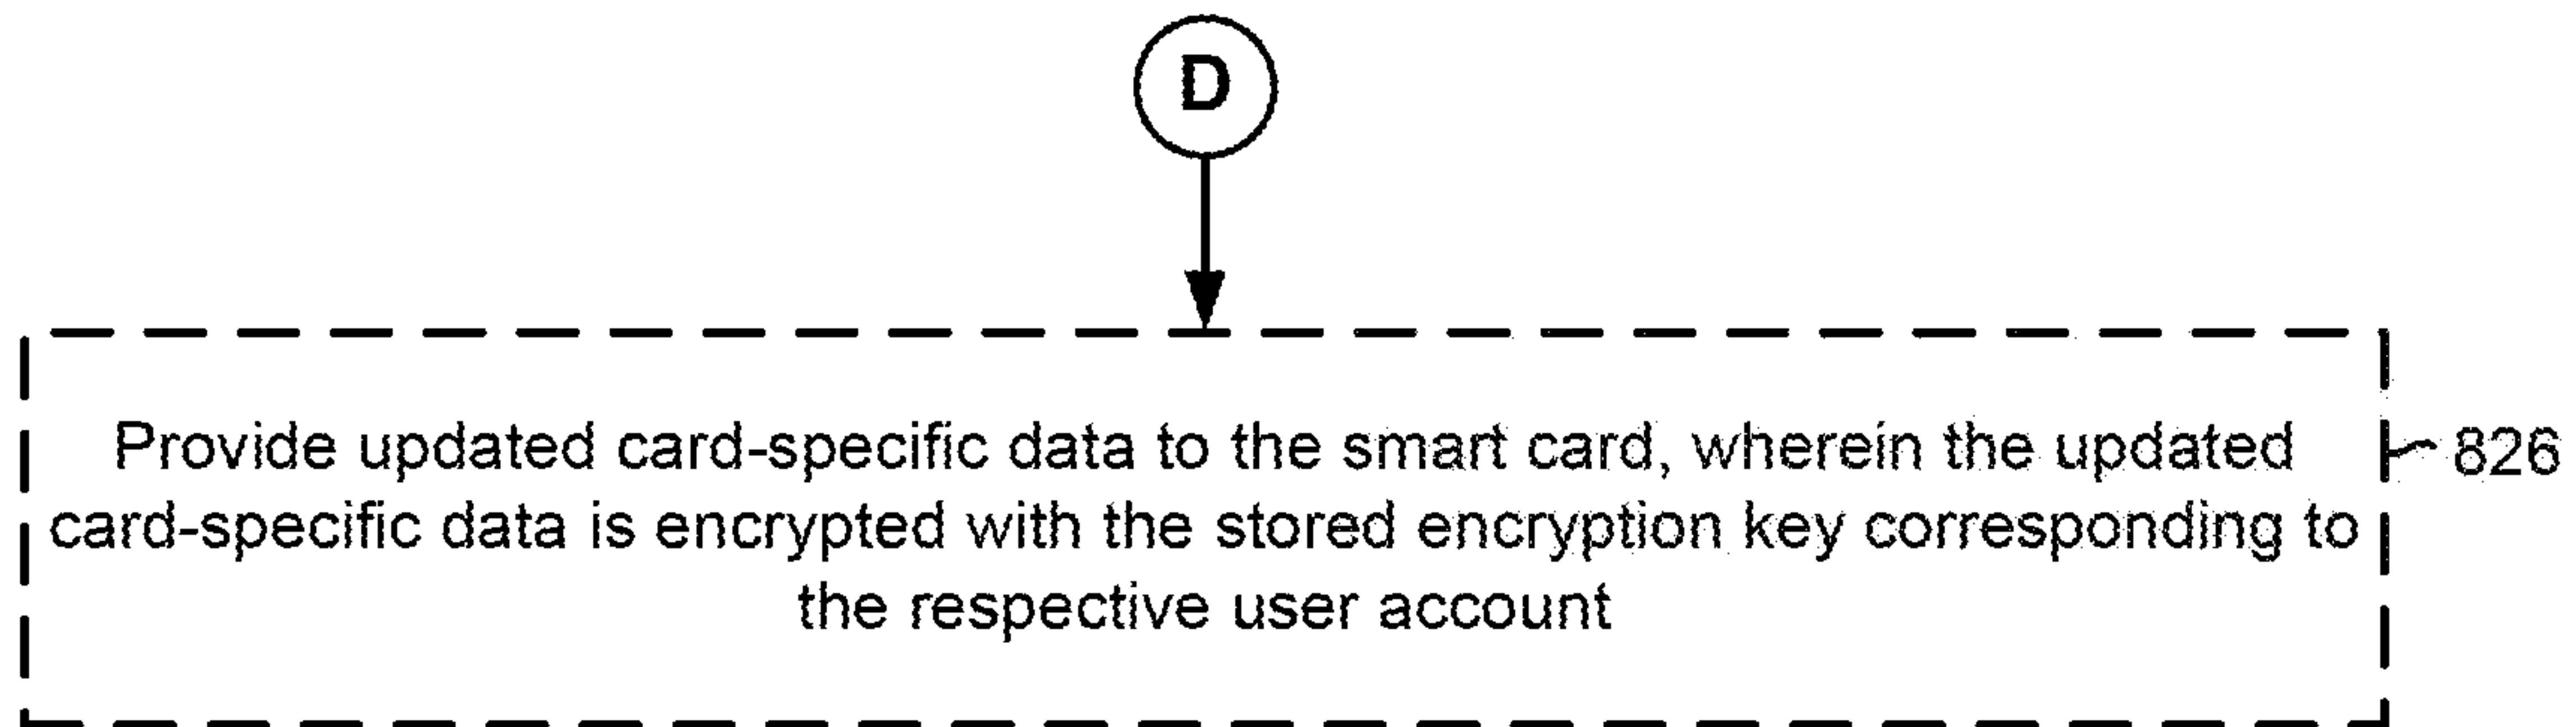 D
Provide updated card-specific data to the smart card, wherein the updated
826
card-specific data is encrypted with the stored encryption key corresponding to
the respective user account